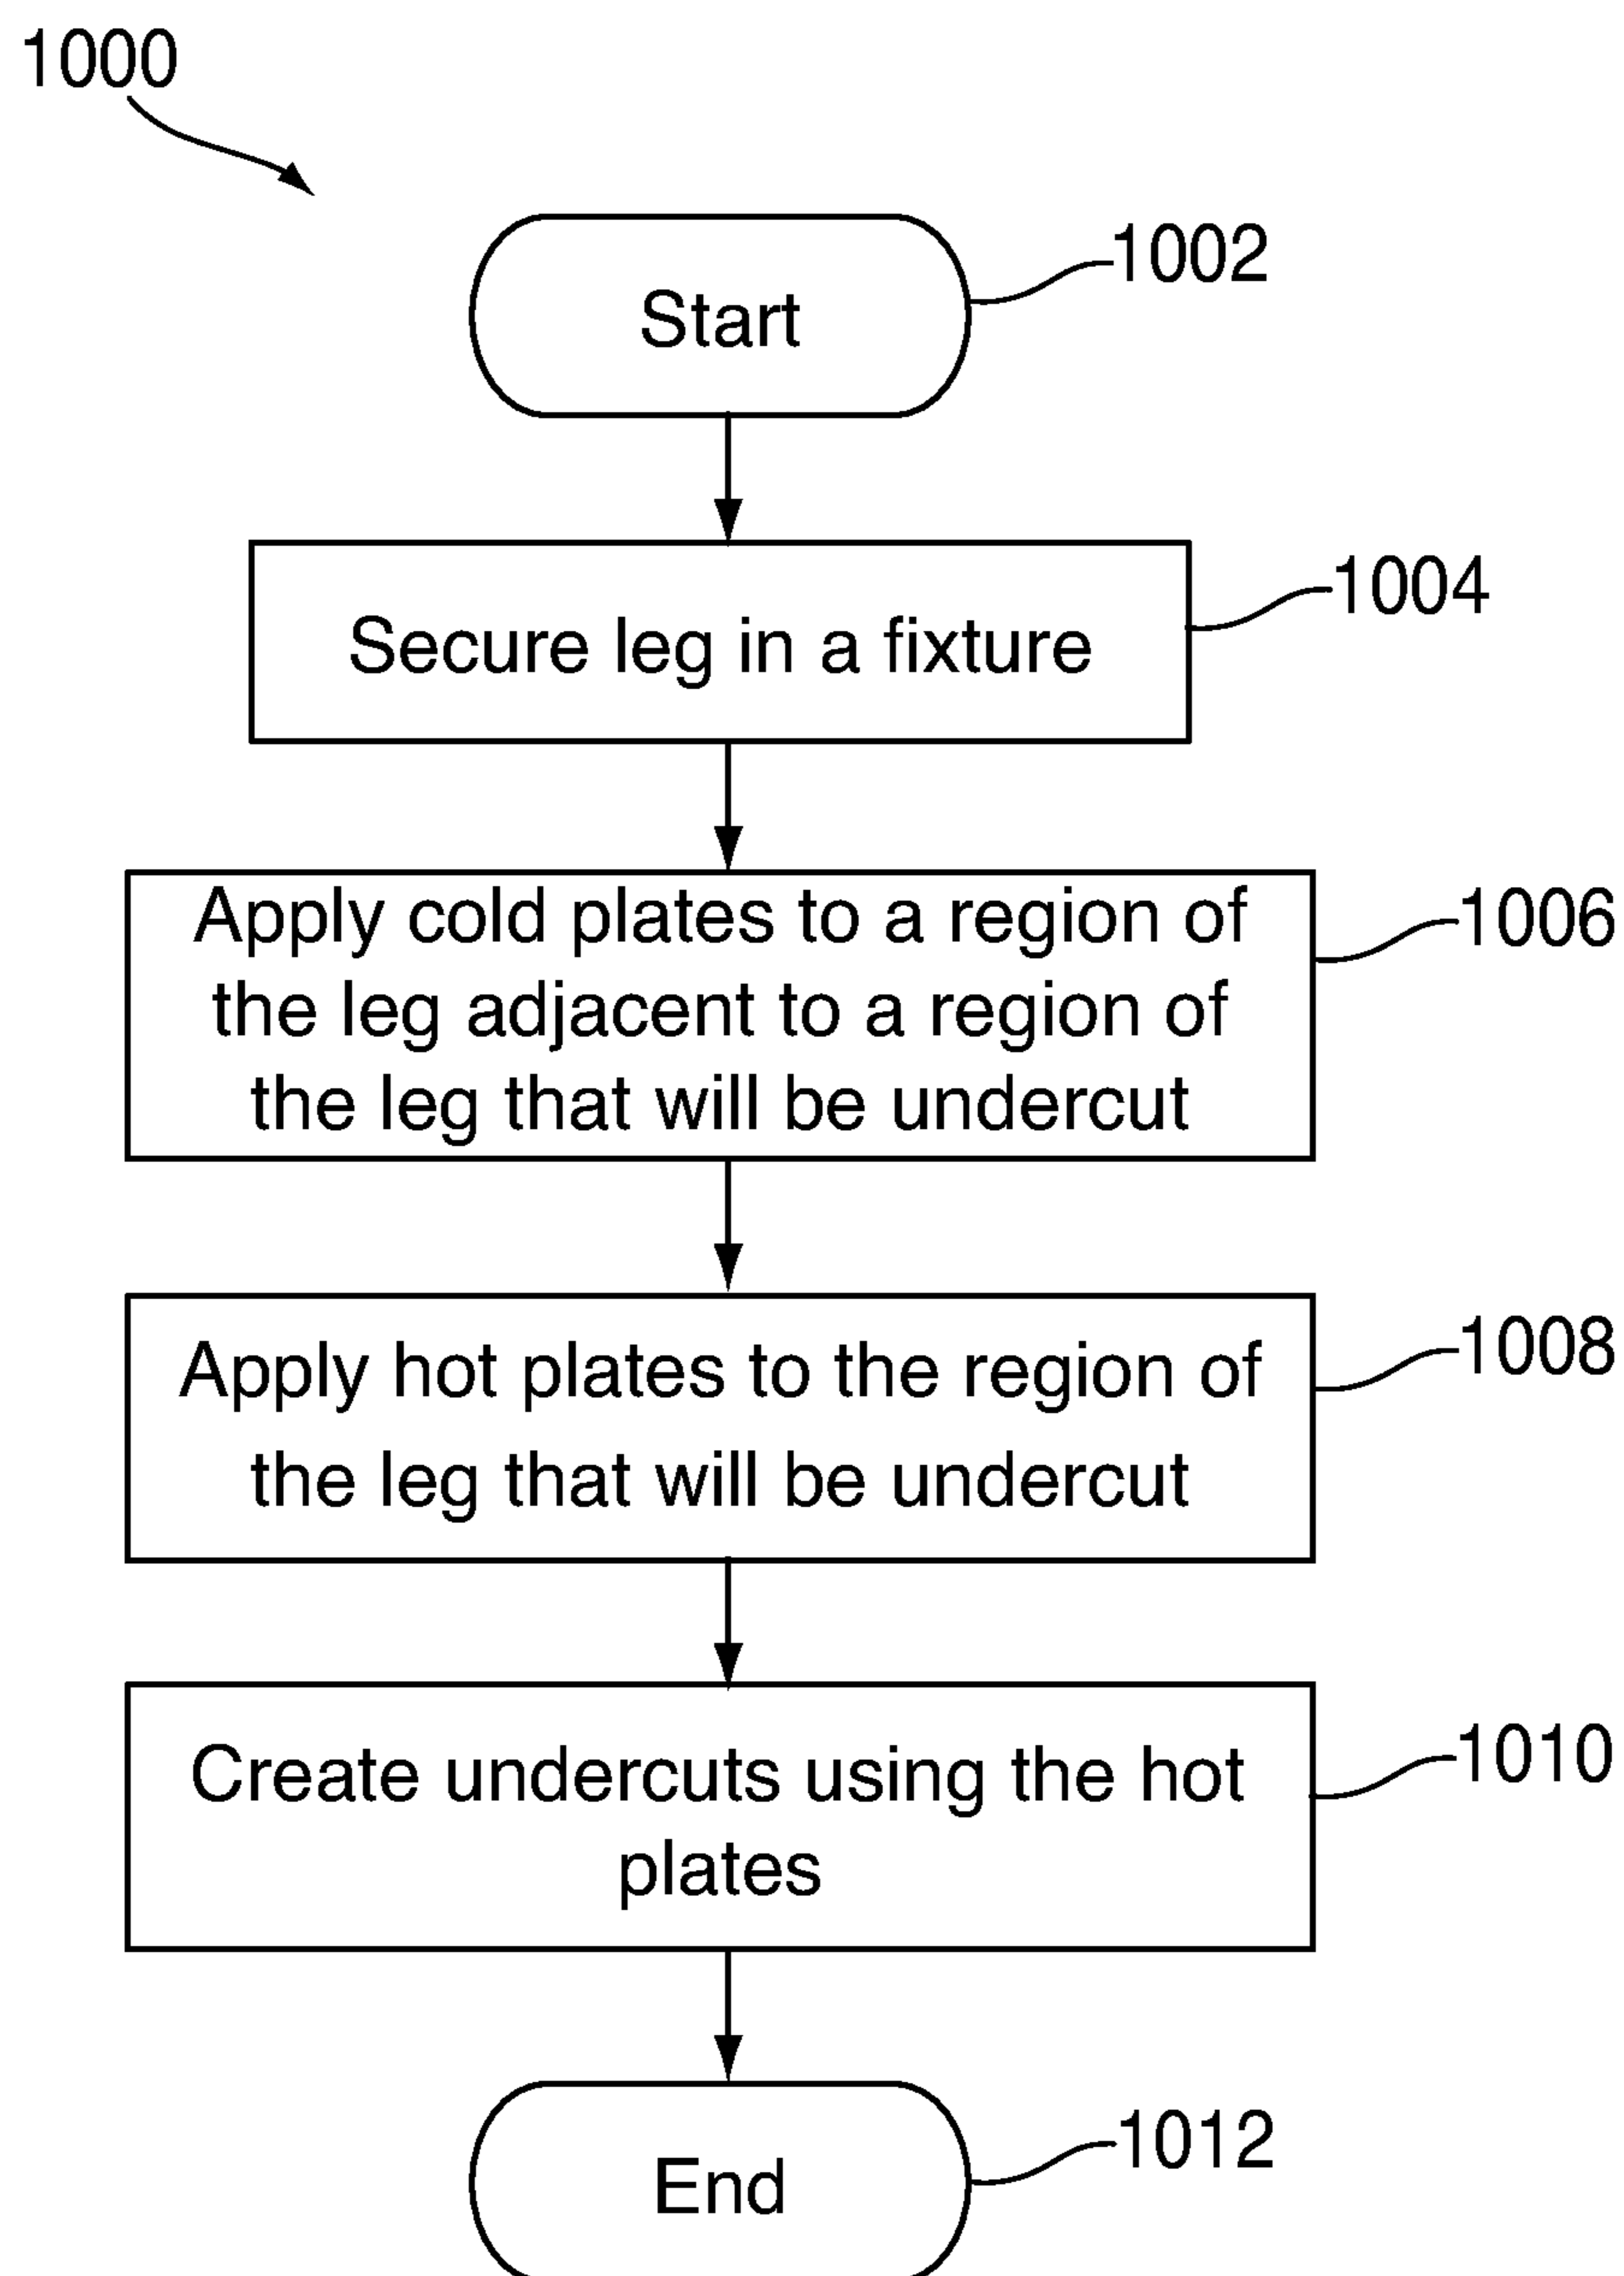 1000
1002
Start
1004
Secure leg in a fixture
1006
Apply cold plates to a region of
the leg adjacent to a region of
the leg that will be undercut
1008
Apply hot plates to the region of
the leg that will be undercut
1010
Create undercuts using the hot
plates
1012
End